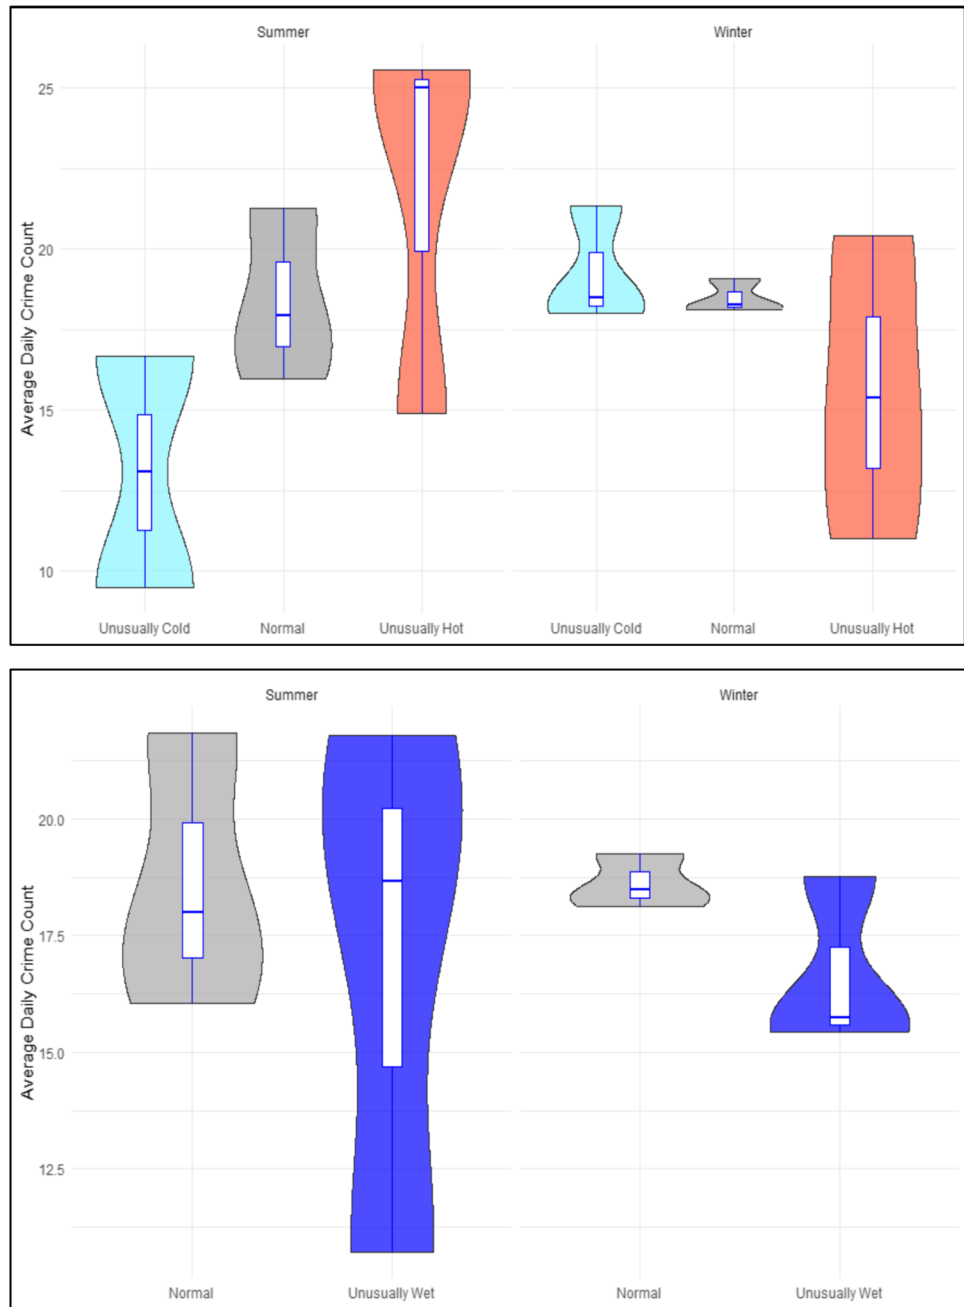 Summer Winter
Average Daily Crime Count
25
20
15
10
Unusually Cold Normal Unusually Hot Unusually Cold Normal Unusually Hot
Summer Winter
Average Daily Crime Count
20.0
17.5
15.0
12.5
Normal Unusually Wet Normal Unusually Wet